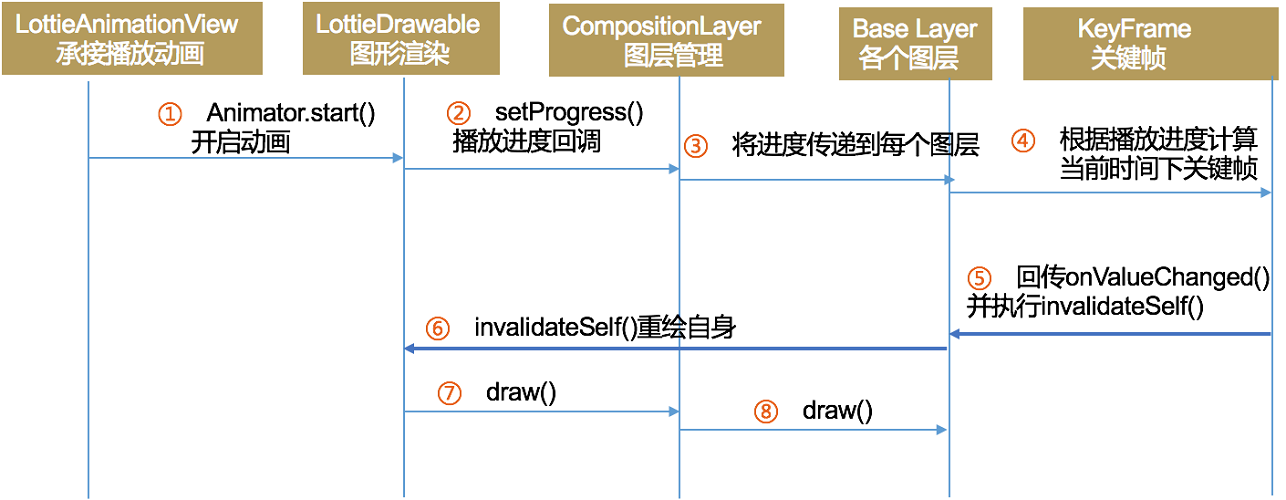 LottieAnimationView
承接播放动画
LottieDrawable
图形渲染
CompositionLayer
图层管理
Base Layer
各个图层
KeyFrame
关键帧
① Animator.start()
开启动画
② setProgress()
播放进度回调
③ 将进度传递到每个图层
④ 根据播放进度计算
当前时间下关键帧
⑤ 回传onValueChanged()
并执行invalidateSelf()
⑥ invalidateSelf()重绘自身
⑦ draw()
⑧ draw()